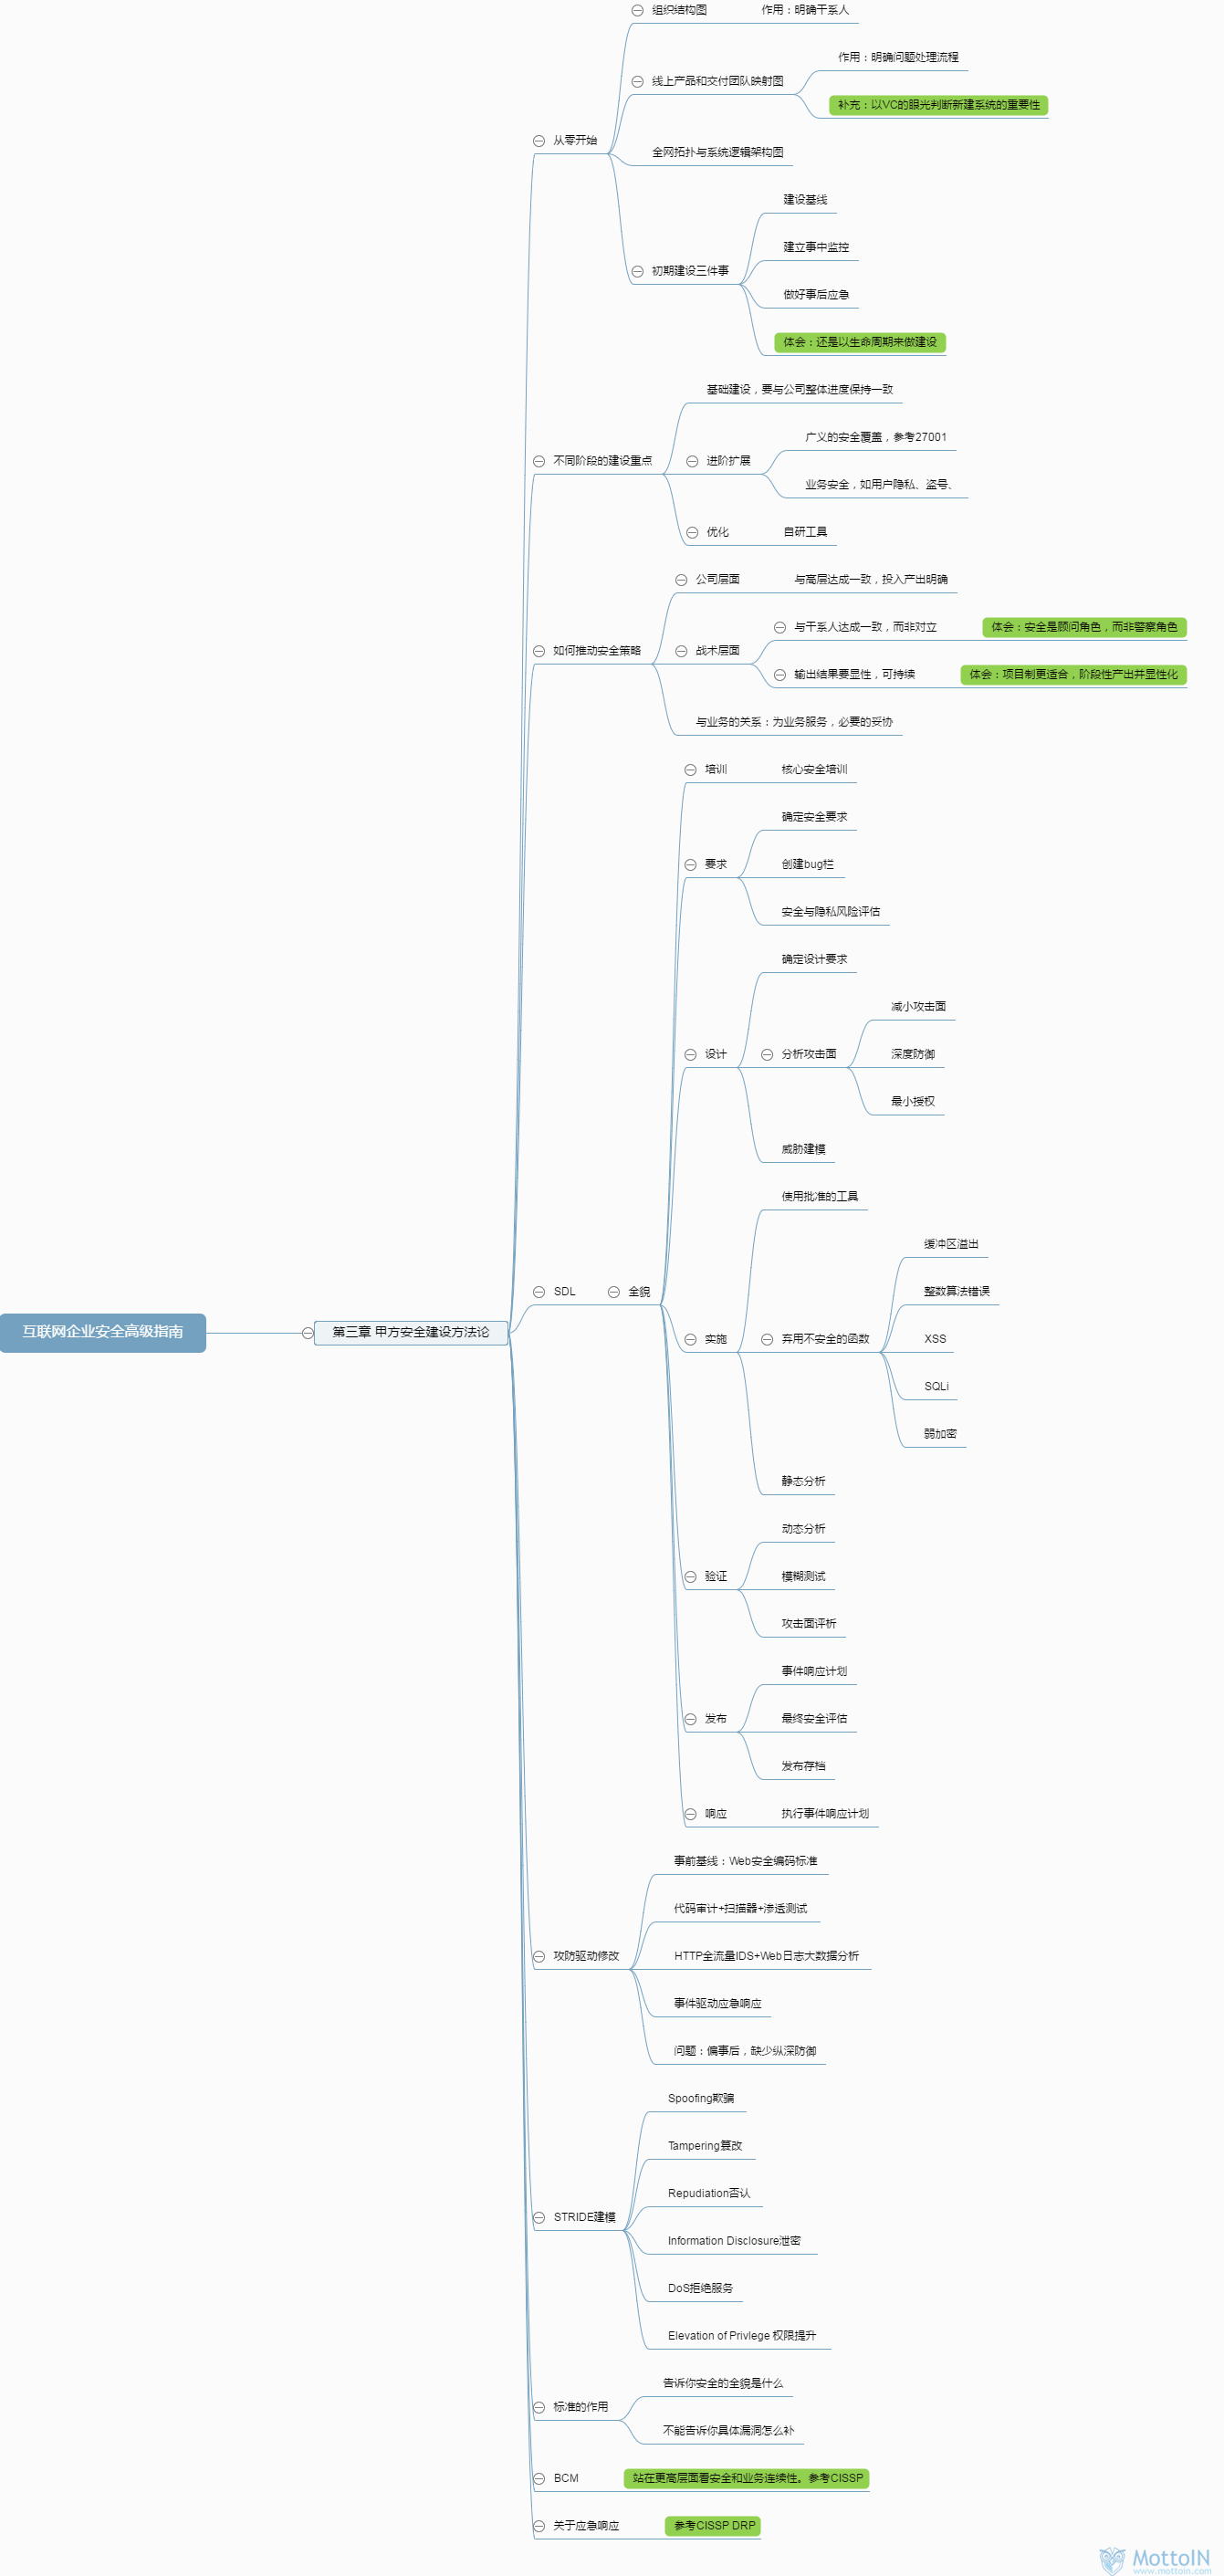 组织结构图
作用：明确干系人
线上产品和交付团队映射图
作用：明确问题处理流程
补充：以VC的眼光判断新建系统的重要性
从零开始
全网拓扑与系统逻辑架构图
初期建设三件事
建设基线
建立事中监控
做好事后应急
体会：还是以生命周期来做建设
不同阶段的建设重点
基础建设，要与公司整体进度保持一致
进阶扩展
广义的安全覆盖，参考27001
业务安全，如用户隐私、盗号、
优化
自研工具
如何推动安全策略
公司层面
与高层达成一致，投入产出明确
战术层面
与干系人达成一致，而非对立
体会：安全是顾问角色，而非警察角色
输出结果要显性，可持续
体会：项目制更适合，阶段性产出并显性化
与业务的关系：为业务服务，必要的妥协
培训
核心安全培训
要求
确定安全要求
创建bug栏
安全与隐私风险评估
设计
确定设计要求
分析攻击面
减小攻击面
深度防御
最小授权
威胁建模
互联网企业安全高级指南
第三章 甲方安全建设方法论
SDL
全貌
实施
使用批准的工具
弃用不安全的函数
缓冲区溢出
整数算法错误
XSS
SQLi
弱加密
静态分析
验证
动态分析
模糊测试
攻击面评析
发布
事件响应计划
最终安全评估
发布存档
响应
执行事件响应计划
攻防驱动修改
事前基线：Web安全编码标准
代码审计+扫描器+渗透测试
HTTP全流量IDS+Web日志大数据分析
事件驱动应急响应
问题：偏事后，缺少纵深防御
STRIDE建模
Spoofing欺骗
Tampering篡改
Repudiation否认
Information Disclosure泄密
DoS拒绝服务
Elevation of Privlege 权限提升
标准的作用
告诉你安全的全貌是什么
不能告诉你具体漏洞怎么补
BCM
站在更高层面看安全和业务连续性。参考CISSP
关于应急响应
参考CISSP DRP
MottoIN
www.mottoin.com